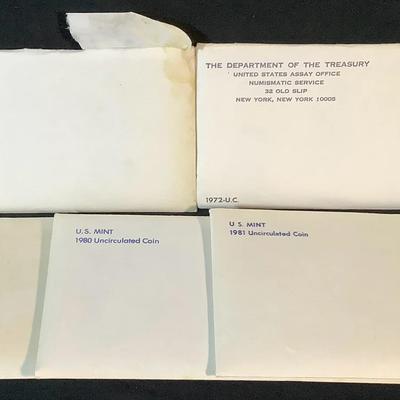 THE DEPARTMENT OF THE TREASURY
UNITED STATES ASSAY OFFICE
NUMISMATIC SERVICE
32 OLD SLIP
NEW YORK, NEW YORK 10005
1972-U.C.
U.S. MINT
1980 Uncirculated Coin
U.S. MINT
1981 Uncirculated Coin